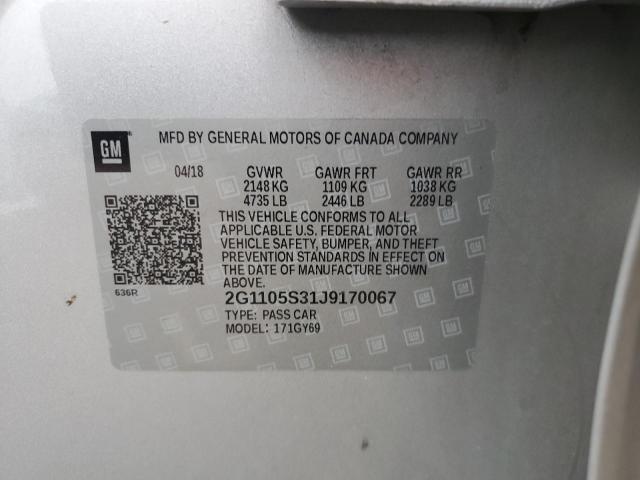 GM
MFD BY GENERAL MOTORS OF CANADA COMPANY
04/18 GVWR GAWR FRT GAWR RR
2148 KG 1109 KG 1038 KG
4735 LB 2446 LB 2289 LB
THIS VEHICLE CONFORMS TO ALL
APPLICABLE U.S. FEDERAL MOTOR
VEHICLE SAFETY, BUMPER, AND THEFT
PREVENTION STANDARDS IN EFFECT ON
THE DATE OF MANUFACTURE SHOWN
ABOVE.
636R
2G1105S31J9170067
TYPE: PASS CAR
MODEL: 171GY69